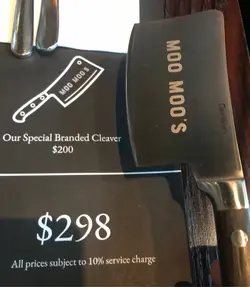 MOO MOO'S
MOO MOO'S
Our Special Branded Cleaver
$200
$298
All prices subject to 10% service charge